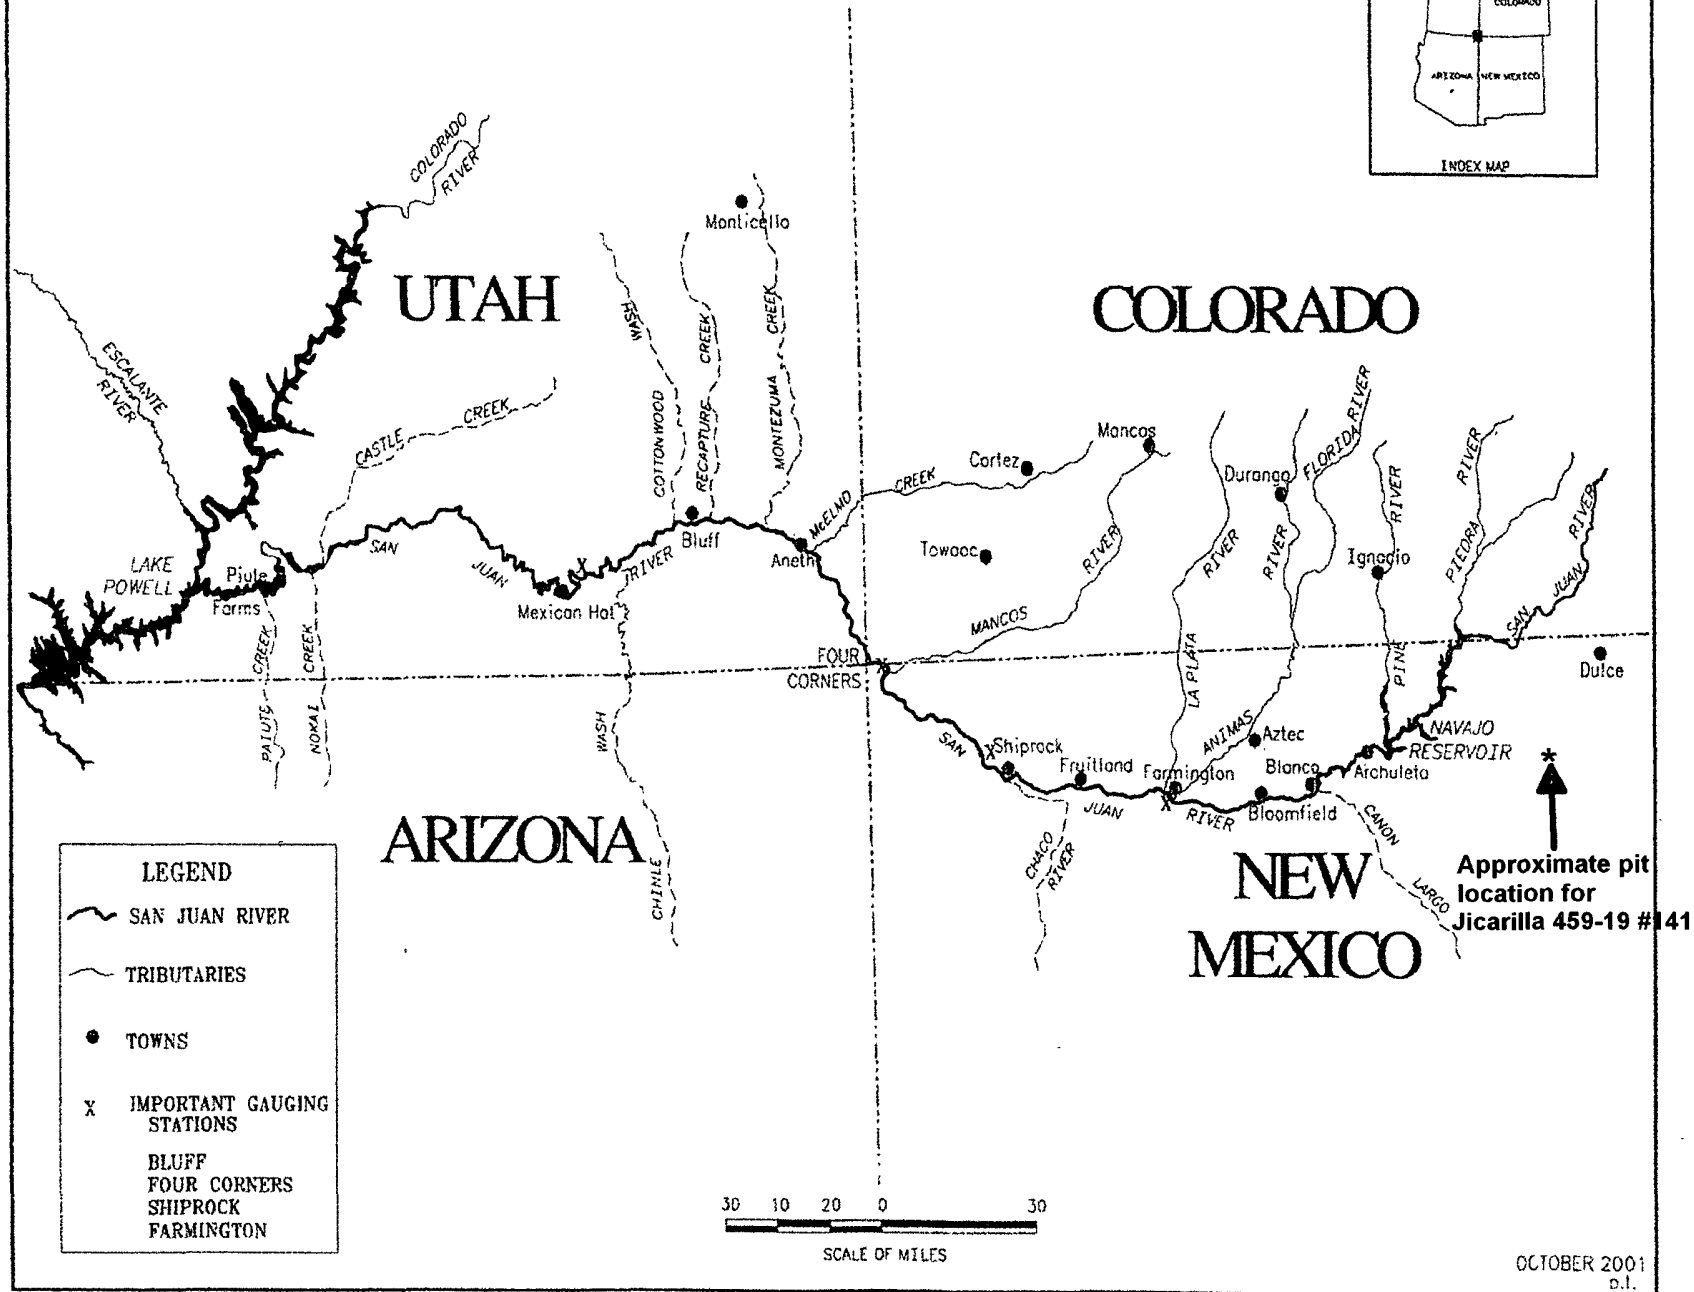 COLORADO
ARIZONA
NEW MEXICO
INDEX MAP
COLORADO
RIVER
Monticello
UTAH
COLORADO
ESCALANTE
RIVER
WASH
COTTONWOOD
RECAPTURE
CREEK
MONTEZUMA
CREEK
CASTLE
CREEK
Mancos
Cortez
CREEK
McELMO
Durango
FLORIDA
RIVER
RIVER
RIVER
RIVER
RIVER
PIEDRA
RIVER
LAKE
POWELL
Piute
Farms
SAN
JUAN
Mexican Hat
RIVER
Bluff
Aneth
Towaoc
RIVER
MANCOS
Ignacio
SAN
JUAN
FOUR
CORNERS
LA PLATA
PINE
Dulce
PAIUTE
CREEK
NOKAI
CREEK
WASH
CHINLE
SAN
Shiprock
Fruitland
Farmington
ANIMAS
Aztec
Blanco
Archuleta
NAVAJO
RESERVOIR
*
JUAN
RIVER
Bloomfield
CHACO
RIVER
CANON
LARGO
ARIZONA
NEW
MEXICO
Approximate pit
location for
Jicarilla 459-19 #141
LEGEND
SAN JUAN RIVER
TRIBUTARIES
TOWNS
X IMPORTANT GAUGING
STATIONS
BLUFF
FOUR CORNERS
SHIPROCK
FARMINGTON
30 10 20 0 30
SCALE OF MILES
OCTOBER 2001